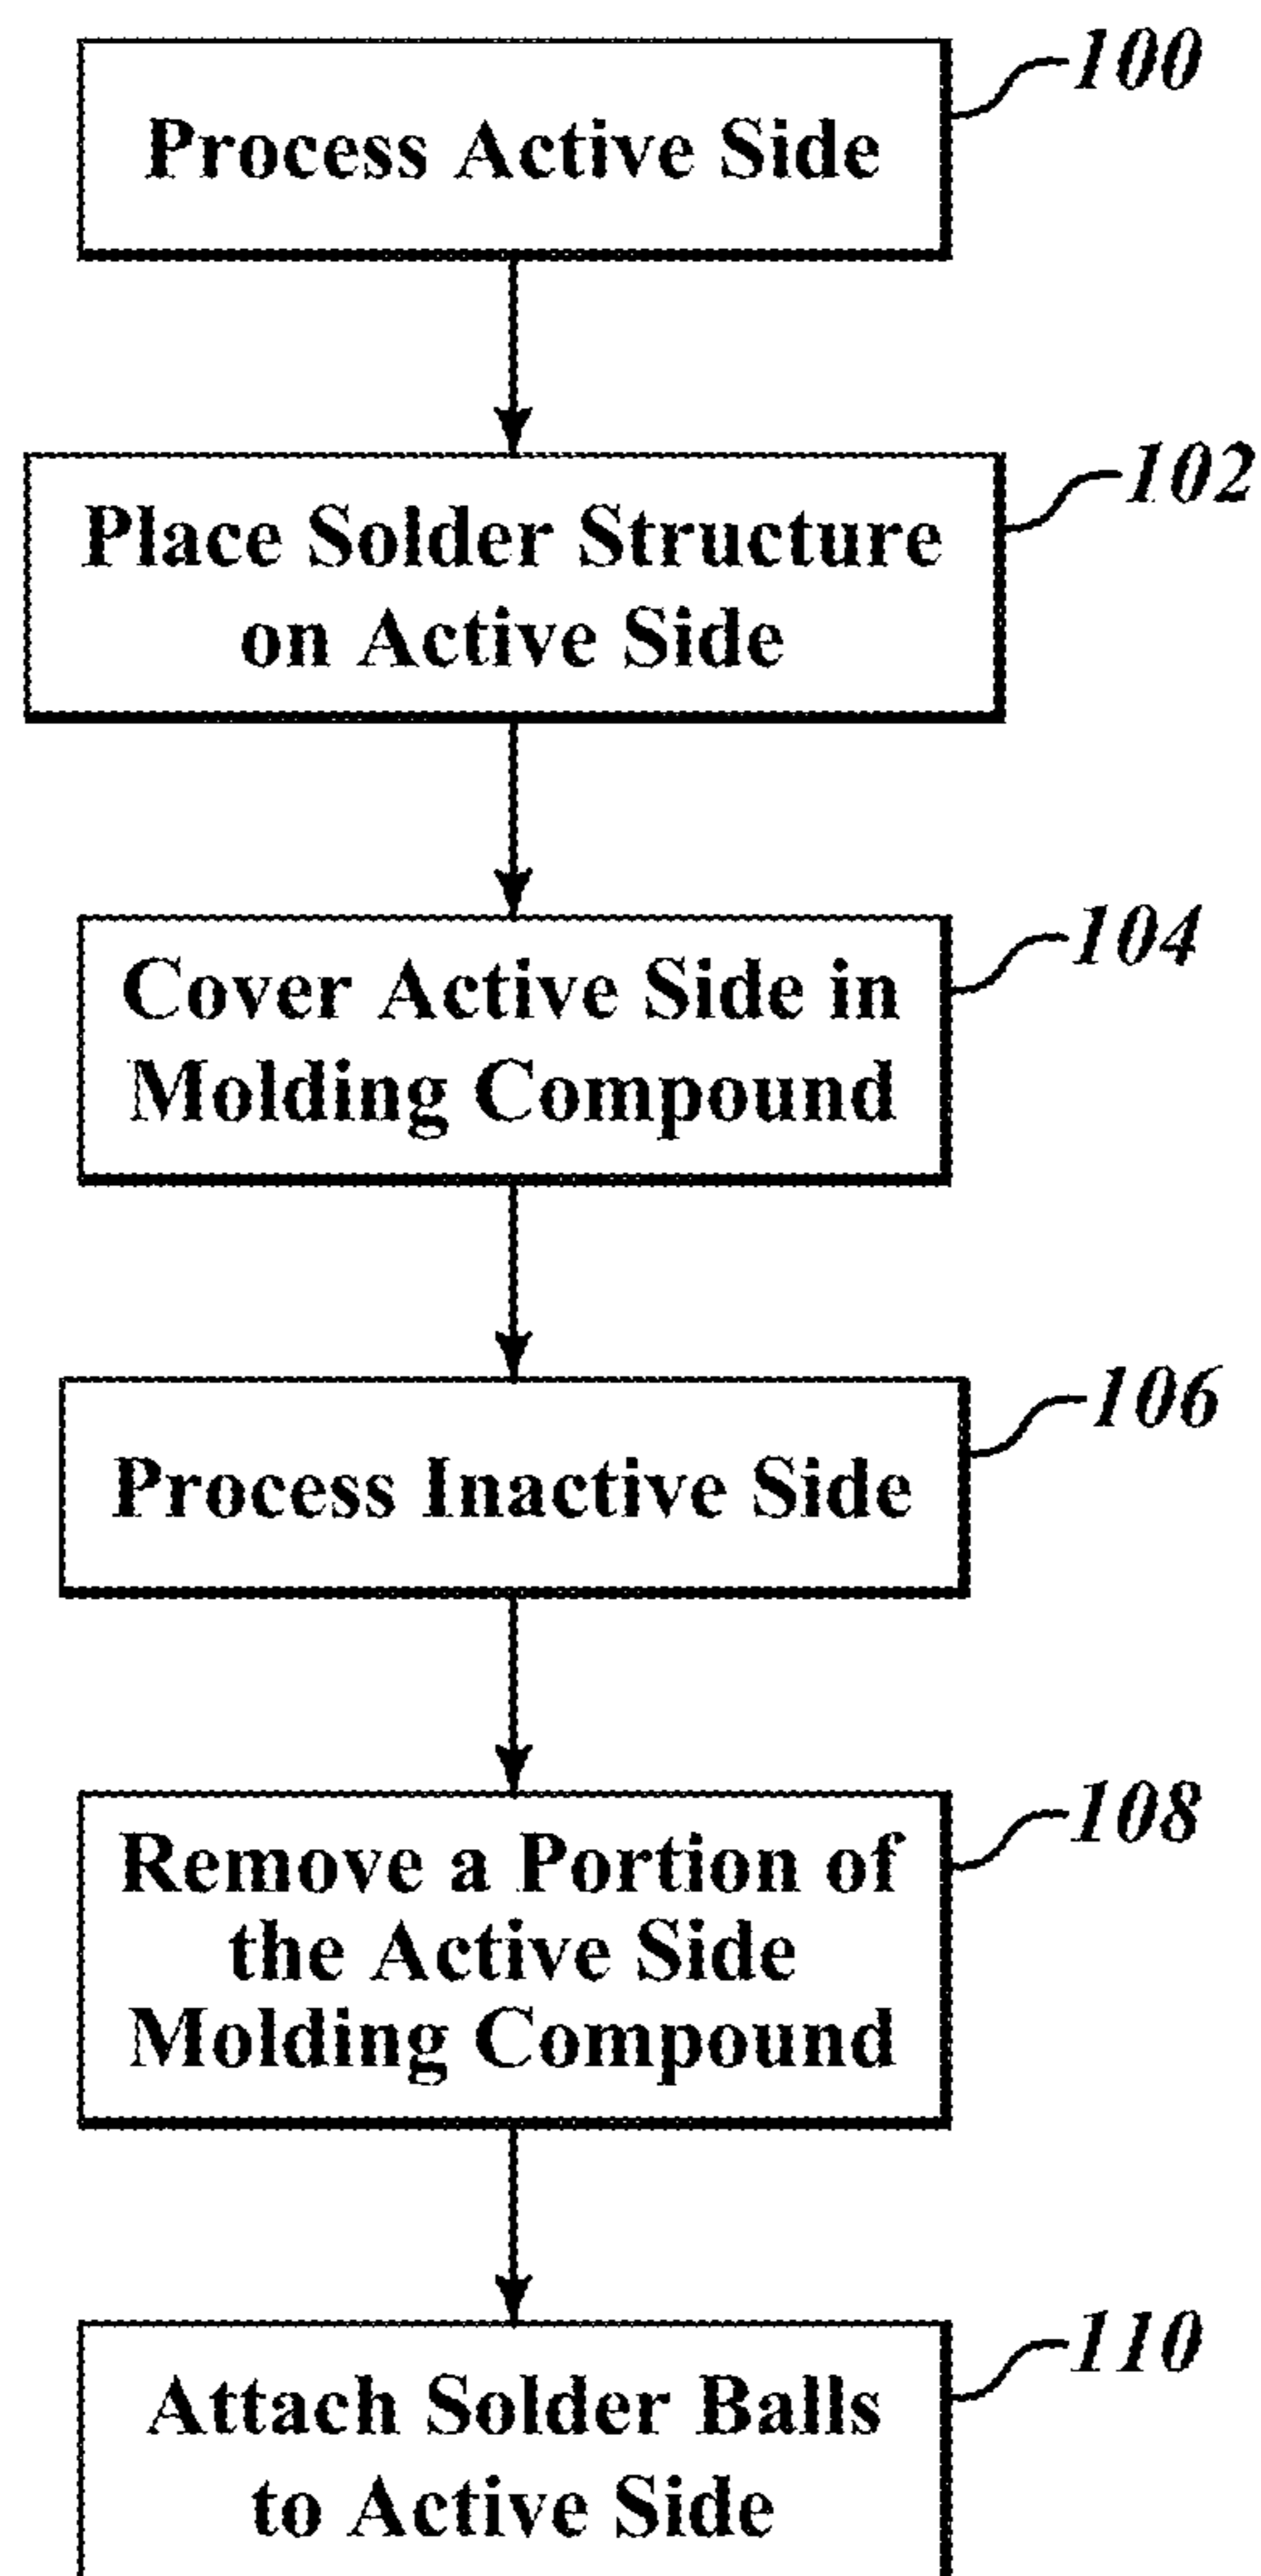 100
Process Active Side
102
Place Solder Structure
on Active Side
104
Cover Active Side in
Molding Compound
106
Process Inactive Side
108
Remove a Portion of
the Active Side
Molding Compound
110
Attach Solder Balls
to Active Side